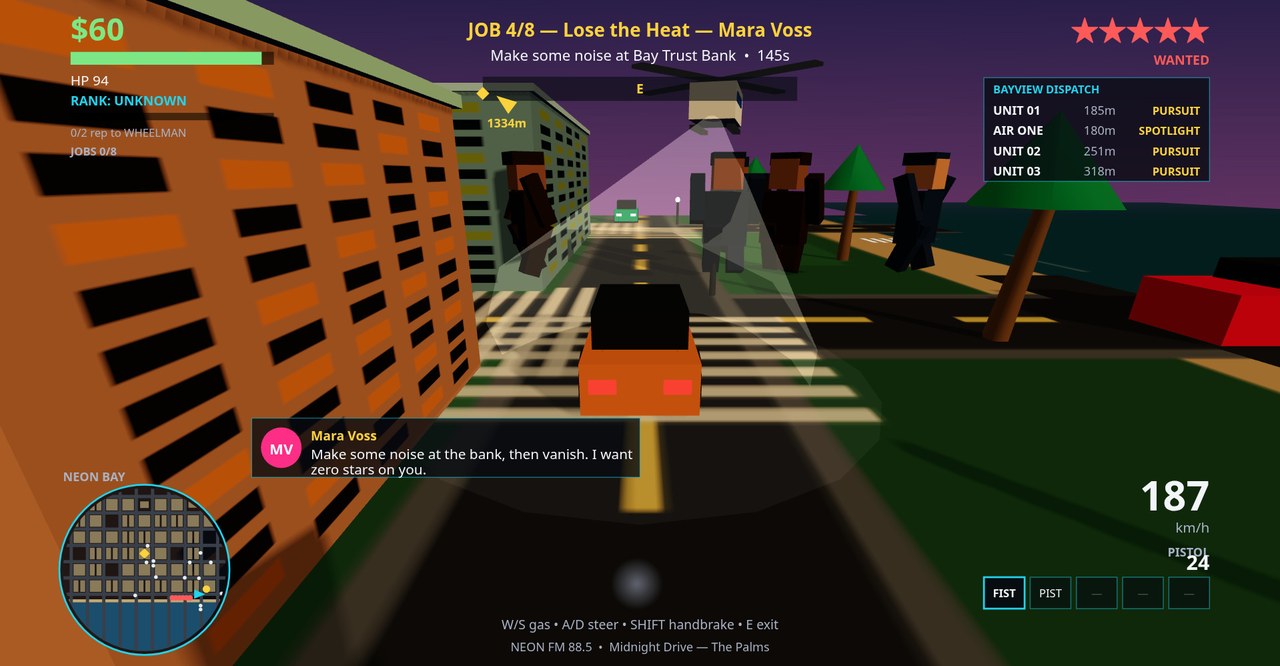 $60
HP 94
RANK: UNKNOWN
0/2 rep to WHEELMAN
JOBS 0/8
JOB 4/8 — Lose the Heat — Mara Voss
Make some noise at Bay Trust Bank • 145s
E
1334m
★★★★★
WANTED
BAYVIEW DISPATCH
UNIT 01 185m PURSUIT
AIR ONE 180m SPOTLIGHT
UNIT 02 251m PURSUIT
UNIT 03 318m PURSUIT
MV
Mara Voss
Make some noise at the bank, then vanish. I want
zero stars on you.
NEON BAY
187
km/h
PISTOL
24
FIST PIST — — —
W/S gas • A/D steer • SHIFT handbrake • E exit
NEON FM 88.5 • Midnight Drive — The Palms